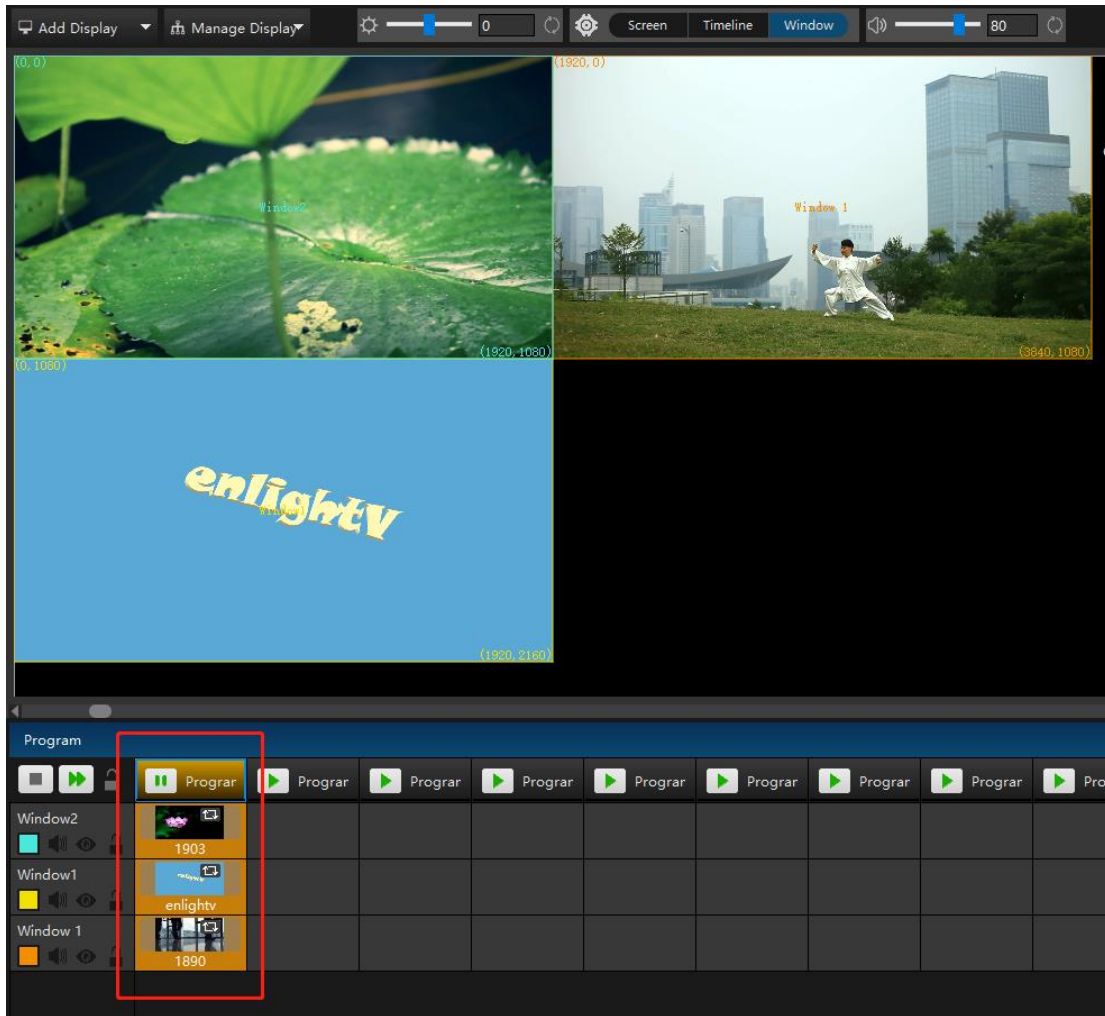 Add Display
Manage Display
0
Screen
Timeline
Window
80
(0,0)
(1920,0)
Window2
Window 1
(1920,1080)
(3840,1080)
(0,1080)
enlightv
Window1
(1920,2160)
Program
Prograr
Prograr
Prograr
Prograr
Prograr
Prograr
Prograr
Prograr
Pro
Window2
1903
Window1
enlightv
Window 1
1890